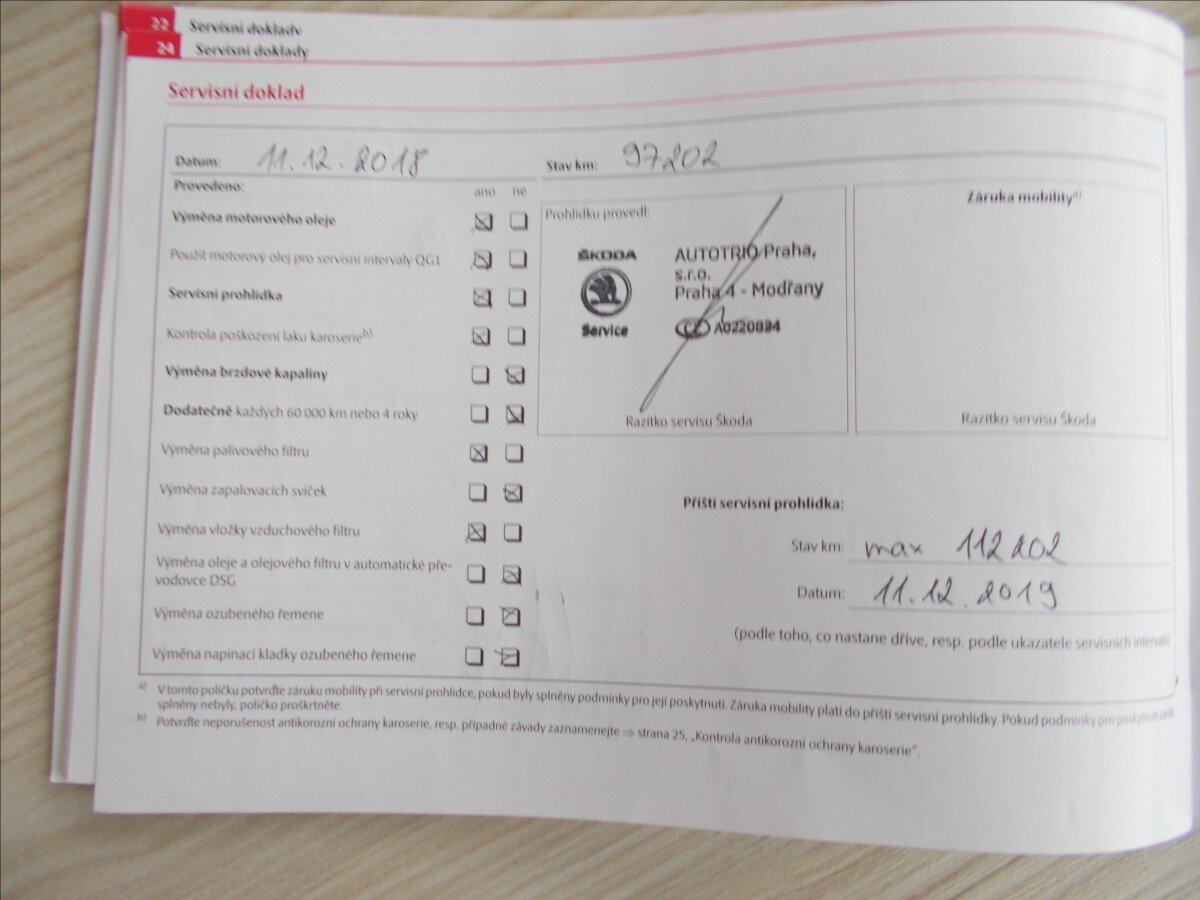 22 Servisní doklady
24 Servisní doklady
Servisní doklad
Datum: 11.12.2018
Stav km: 97202
Provedeno: ano ne
Výměna motorového oleje
Použit motorový olej pro servisní intervaly QG1
Servisní prohlídka
Kontrola poškození laku karoserie b)
Výměna brzdové kapaliny
Dodatečně každých 60 000 km nebo 4 roky
Výměna palivového filtru
Výměna zapalovacích svíček
Výměna vložky vzduchového filtru
Výměna oleje a olejového filtru v automatické pře-
vodovce DSG
Výměna ozubeného řemene
Výměna napínací kladky ozubeného řemene
Prohlídku provedl:
ŠKODA
Service
AUTOTRIO Praha,
s.r.o.
Praha 4 - Modřany
CZ A0220834
Razítko servisu Škoda
Záruka mobility a)
Razítko servisu Škoda
Příští servisní prohlídka:
Stav km: max 112202
Datum: 11.12.2019
(podle toho, co nastane dříve, resp. podle ukazatele servisních intervalů)
a) V tomto políčku potvrďte záruku mobility při servisní prohlídce, pokud byly splněny podmínky pro její poskytnutí. Záruka mobility platí do příští servisní prohlídky. Pokud podmínky pro poskytnutí
splněny nebyly, políčko proškrtněte.
b) Potvrďte neporušenost antikorozní ochrany karoserie, resp. případné závady zaznamenejte ⇒ strana 25, „Kontrola antikorozní ochrany karoserie“.